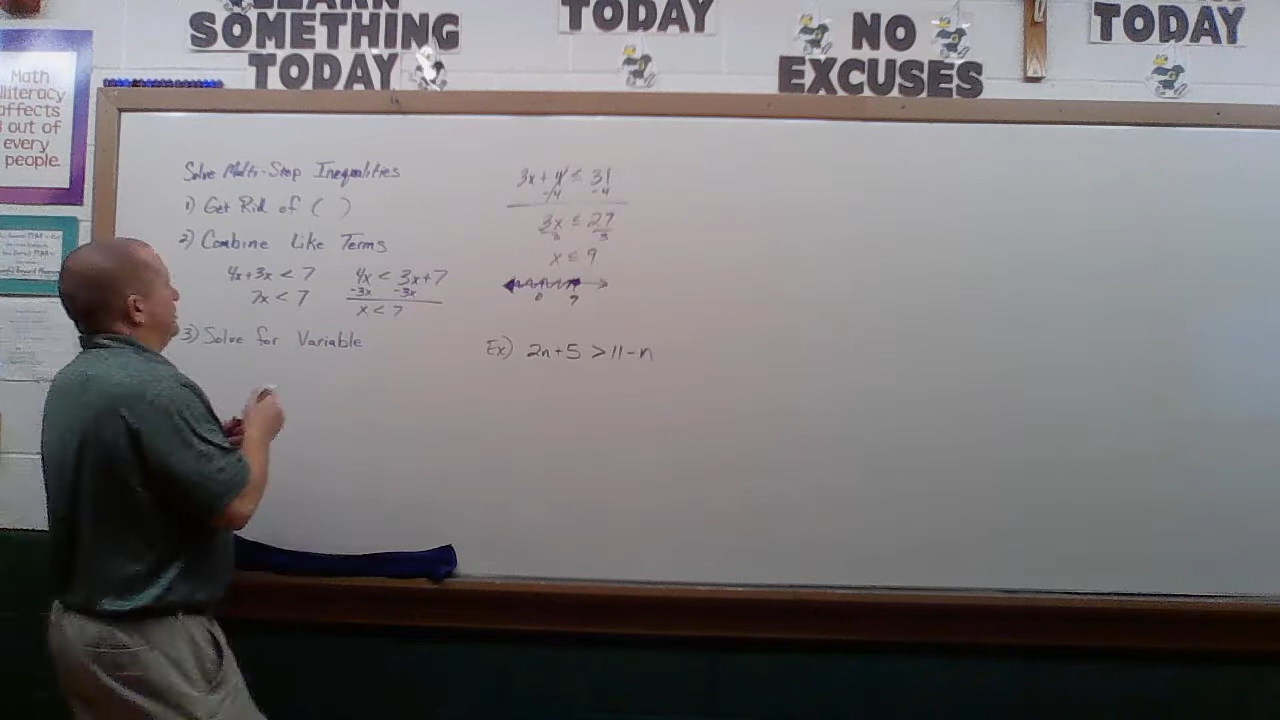 LEARN
SOMETHING
TODAY
TODAY
NO
EXCUSES
TODAY
Math
illiteracy
affects
out of
every
people.
Solve Multi-Step Inequalities
1) Get Rid of ( )
2) Combine Like Terms
4x+3x < 7
7x < 7
4x < 3x+7
-3x -3x
x < 7
3) Solve for Variable
3x + 4 ≤ 31
-4 -4
3x ≤ 27
3 3
x ≤ 9
0 9
Ex) 2n+5 > 11-n